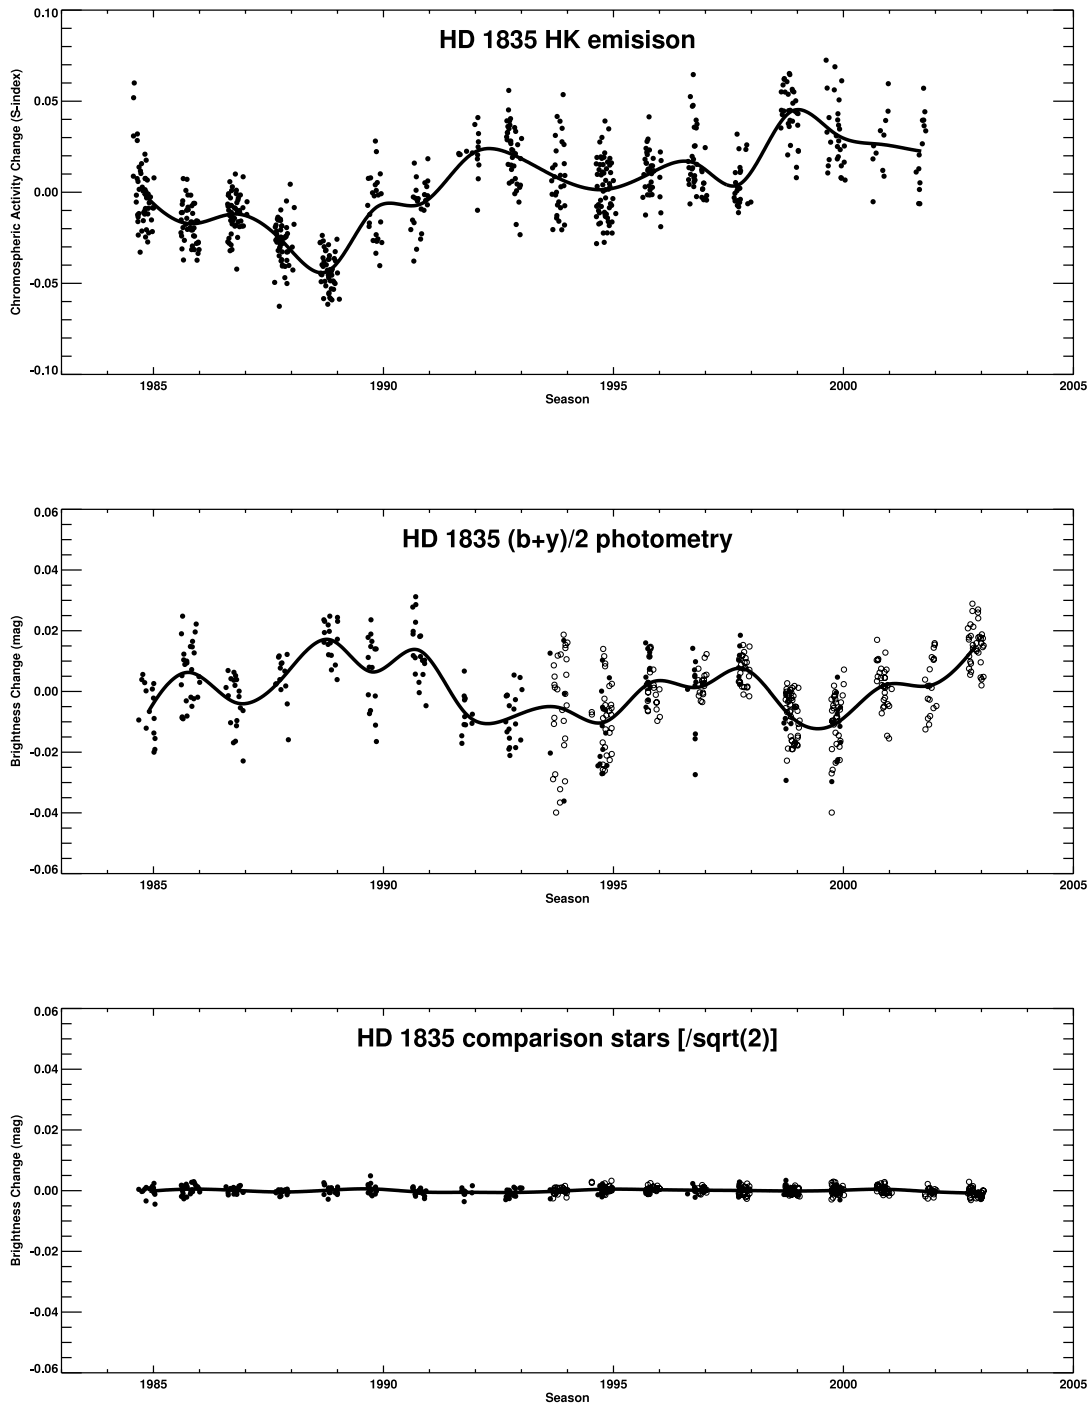 HD 1835 HK emisison
Chromospheric Activity Change (S-index)
0.10
0.05
0.00
-0.05
-0.10
1985 1990 1995 2000 2005
Season
HD 1835 (b+y)/2 photometry
Brightness Change (mag)
0.06
0.04
0.02
0.00
-0.02
-0.04
-0.06
1985 1990 1995 2000 2005
Season
HD 1835 comparison stars [/sqrt(2)]
Brightness Change (mag)
0.06
0.04
0.02
0.00
-0.02
-0.04
-0.06
1985 1990 1995 2000 2005
Season